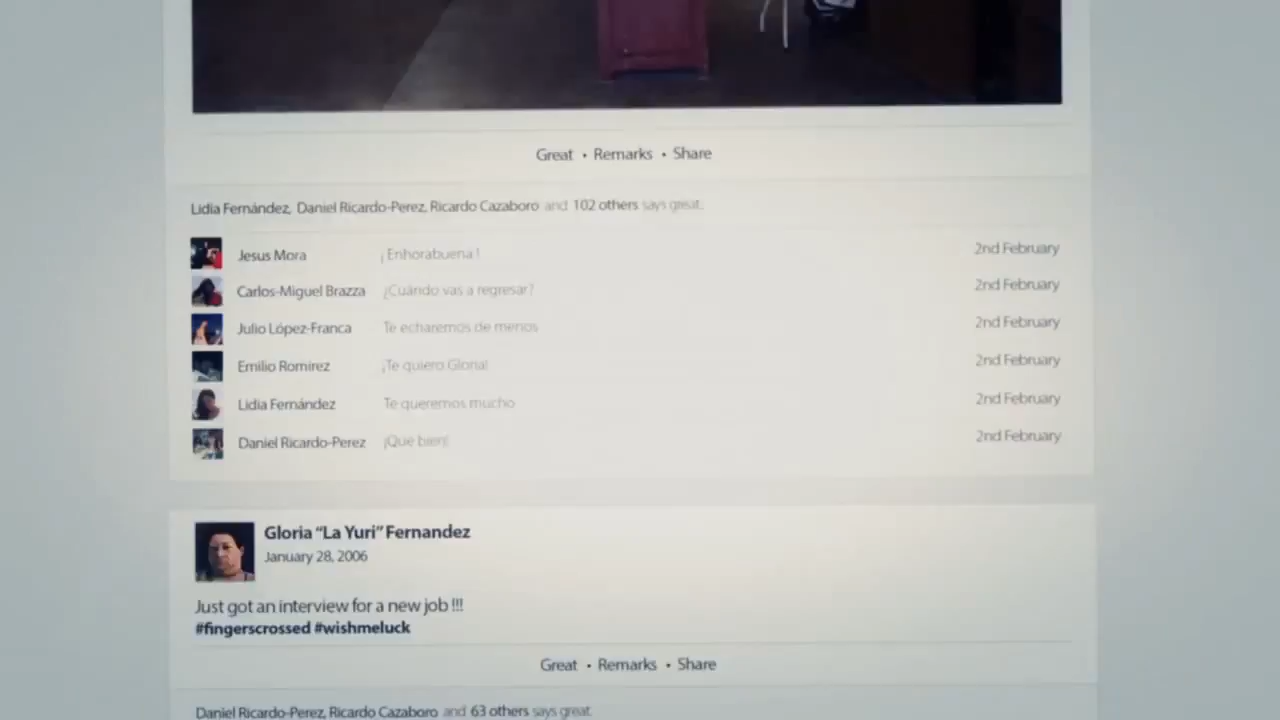 Great • Remarks • Share
Lidia Fernández, Daniel Ricardo-Perez, Ricardo Cazaboro and 102 others says great.
Jesus Mora ¡Enhorabuena! 2nd February
Carlos-Miguel Brazza ¿Cuándo vas a regresar? 2nd February
Julio López-Franca Te echaremos de menos 2nd February
Emilio Romirez ¡Te quiero Gloria! 2nd February
Lidia Fernández Te queremos mucho 2nd February
Daniel Ricardo-Perez ¡Que bien! 2nd February
Gloria “La Yuri” Fernandez
January 28, 2006
Just got an interview for a new job !!!
#fingerscrossed #wishmeluck
Great • Remarks • Share
Daniel Ricardo-Perez, Ricardo Cazaboro and 63 others says great.